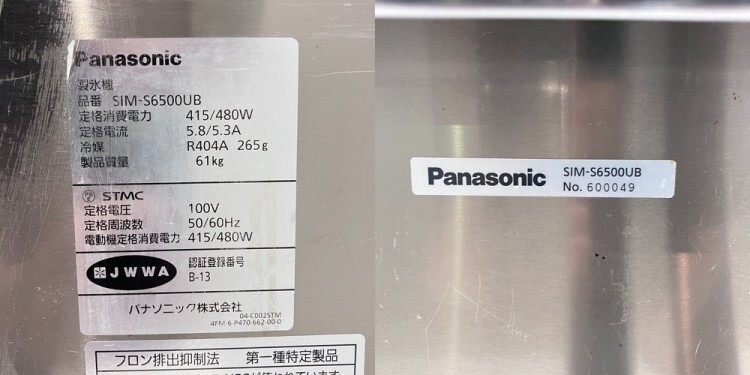 Panasonic
製氷機
品番 SIM-S6500UB
定格消費電力 415/480W
定格電流 5.8/5.3A
冷媒 R404A 265g
製品質量 61kg
STMC
定格電圧 100V
定格周波数 50/60Hz
電動機定格消費電力 415/480W
JWWA 認証登録番号
B-13
パナソニック株式会社
04-C002STM
4FM-6-P470-662-00-0
フロン排出抑制法 第一種特定製品
Panasonic SIM-S6500UB
No. 600049